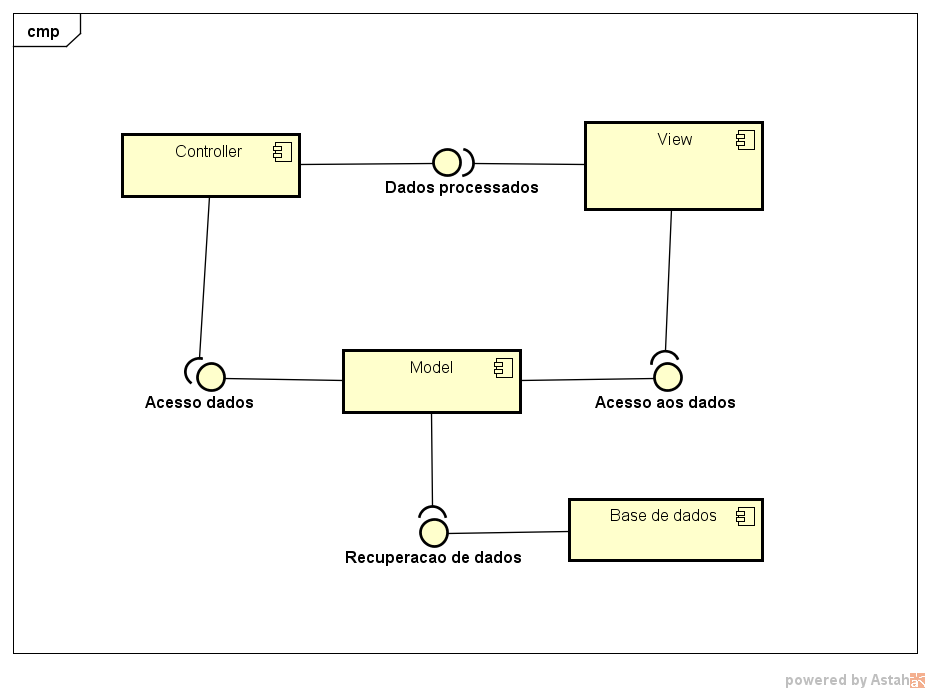 cmp
Controller
View
Dados processados
Model
Acesso dados
Acesso aos dados
Base de dados
Recuperacao de dados
powered by Astah